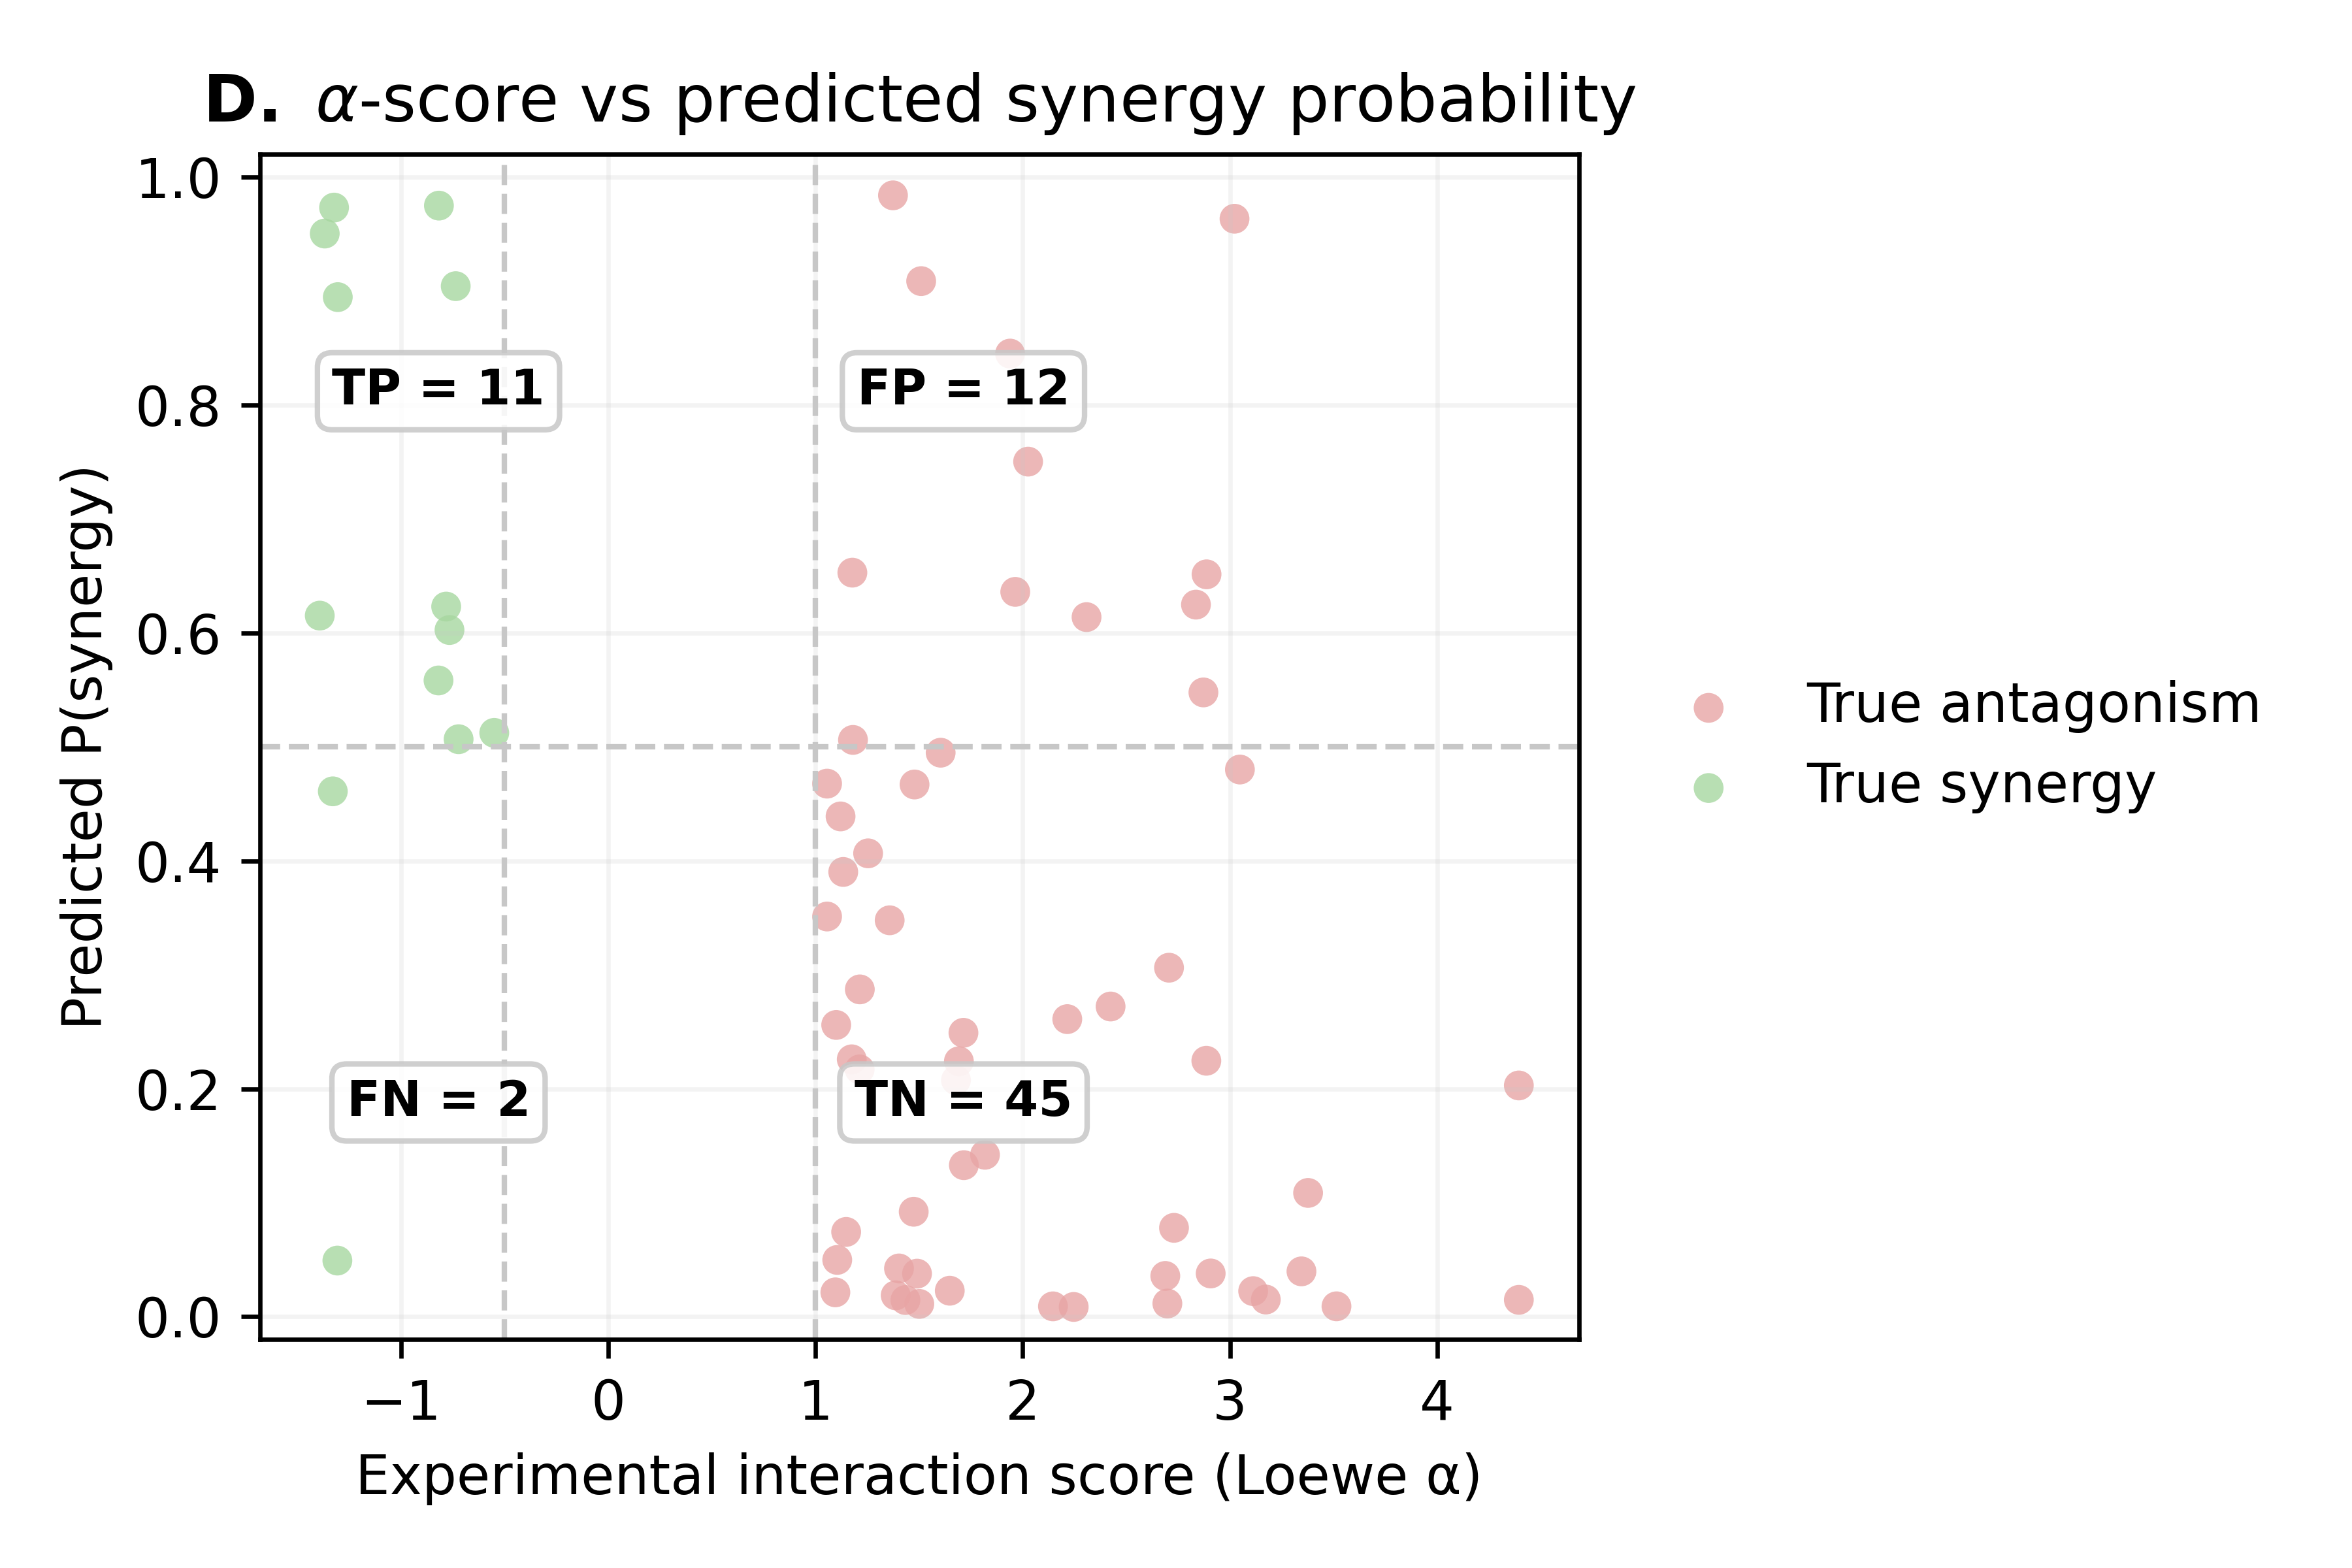 D. α-score vs predicted synergy probability
1.0
0.8
0.6
0.4
0.2
0.0
Predicted P(synergy)
TP = 11
FP = 12
FN = 2
TN = 45
−1
0
1
2
3
4
Experimental interaction score (Loewe α)
True antagonism
True synergy